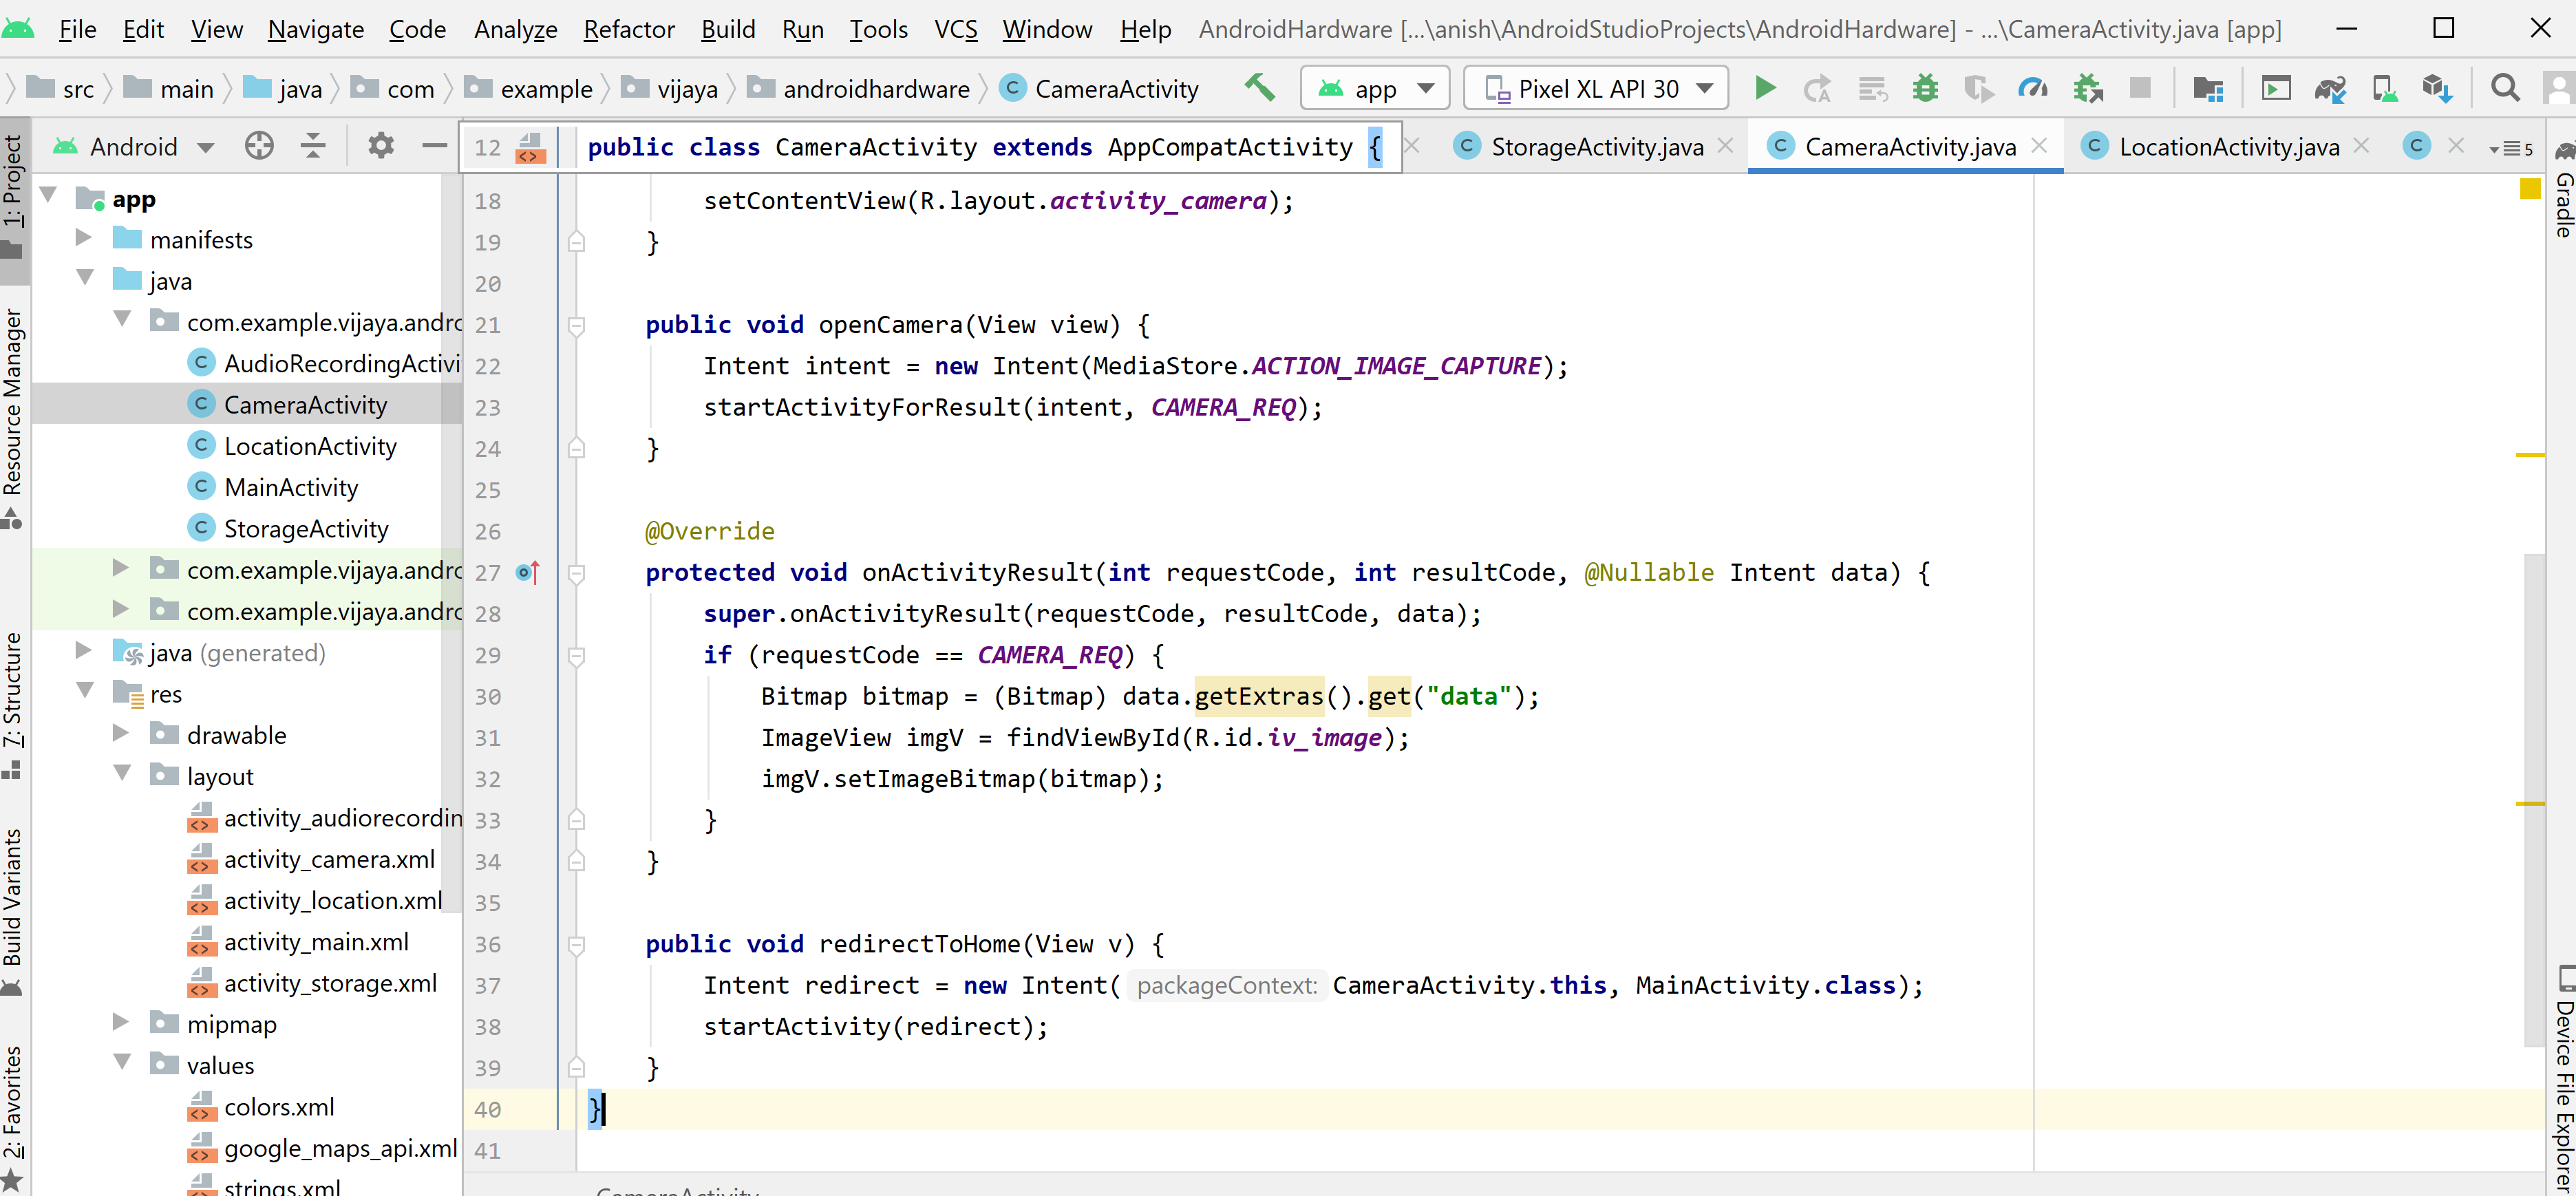 File Edit View Navigate Code Analyze Refactor Build Run Tools VCS Window Help AndroidHardware [...\anish\AndroidStudioProjects\AndroidHardware] - ...\CameraActivity.java [app]
src main java com example vijaya androidhardware CameraActivity app Pixel XL API 30
Android
12 public class CameraActivity extends AppCompatActivity {
StorageActivity.java CameraActivity.java LocationActivity.java 5
1: Project
Resource Manager
7: Structure
Build Variants
2: Favorites
app
manifests
java
com.example.vijaya.andro
AudioRecordingActivi
CameraActivity
LocationActivity
MainActivity
StorageActivity
com.example.vijaya.andro
com.example.vijaya.andro
java (generated)
res
drawable
layout
activity_audiorecordin
activity_camera.xml
activity_location.xml
activity_main.xml
activity_storage.xml
mipmap
values
colors.xml
google_maps_api.xml
strings.xml
18 setContentView(R.layout.activity_camera);
19 }
20
21 public void openCamera(View view) {
22 Intent intent = new Intent(MediaStore.ACTION_IMAGE_CAPTURE);
23 startActivityForResult(intent, CAMERA_REQ);
24 }
25
26 @Override
27 protected void onActivityResult(int requestCode, int resultCode, @Nullable Intent data) {
28 super.onActivityResult(requestCode, resultCode, data);
29 if (requestCode == CAMERA_REQ) {
30 Bitmap bitmap = (Bitmap) data.getExtras().get("data");
31 ImageView imgV = findViewById(R.id.iv_image);
32 imgV.setImageBitmap(bitmap);
33 }
34 }
35
36 public void redirectToHome(View v) {
37 Intent redirect = new Intent( packageContext: CameraActivity.this, MainActivity.class);
38 startActivity(redirect);
39 }
40 }
41
CameraActivity
Gradle
Device File Explorer